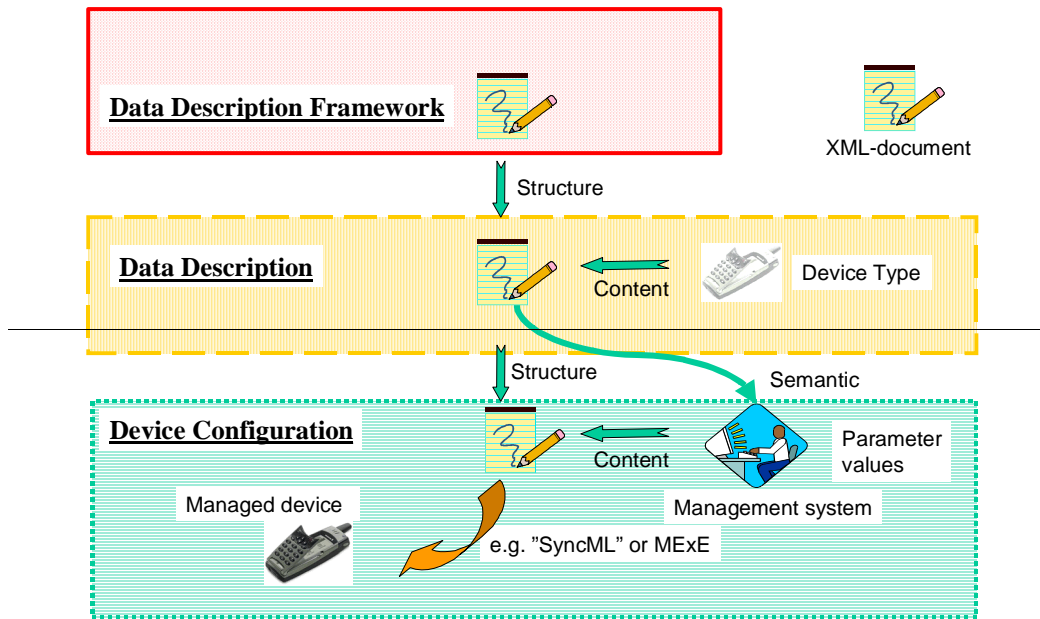 Data Description Framework
XML-document
Structure
Data Description
Content
Device Type
Structure
Semantic
Device Configuration
Content
Parameter
values
Managed device
Management system
e.g. ”SyncML” or MExE